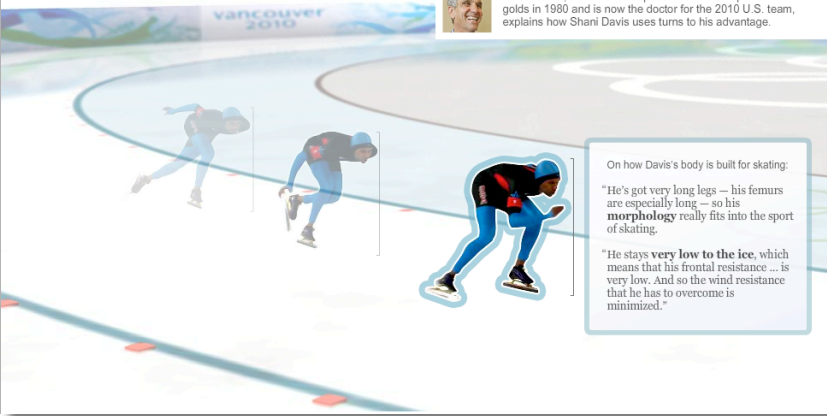 vancouver
2010
golds in 1980 and is now the doctor for the 2010 U.S. team,
explains how Shani Davis uses turns to his advantage.
On how Davis's body is built for skating:
“He's got very long legs — his femurs
are especially long — so his
morphology really fits into the sport
of skating.
“He stays very low to the ice, which
means that his frontal resistance ... is
very low. And so the wind resistance
that he has to overcome is
minimized.”